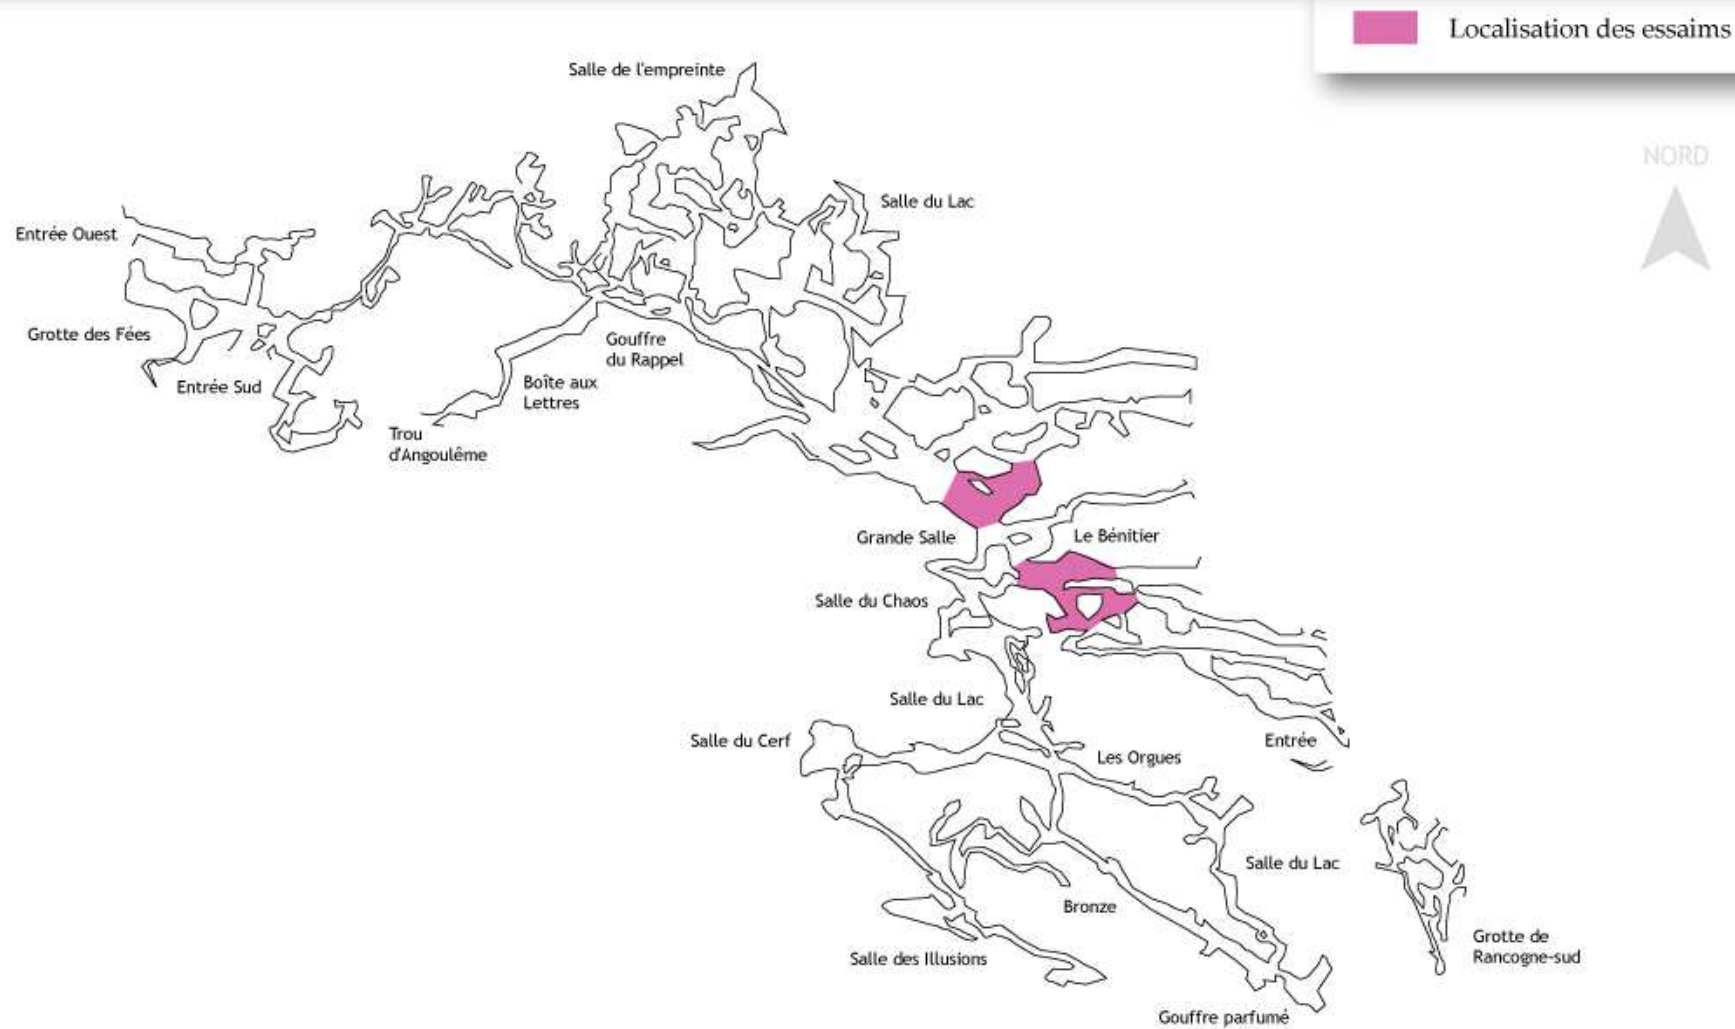 Localisation des essaims
Salle de l'empreinte
NORD
Salle du Lac
Entrée Ouest
Grotte des Fées
Gouffre
du Rappel
Entrée Sud
Boîte aux
Lettres
Trou
d'Angoulême
Grande Salle
Le Bénitier
Salle du Chaos
Salle du Lac
Salle du Cerf
Entrée
Les Orgues
Salle du Lac
Bronze
Grotte de
Rancogne-sud
Salle des Illusions
Gouffre parfumé